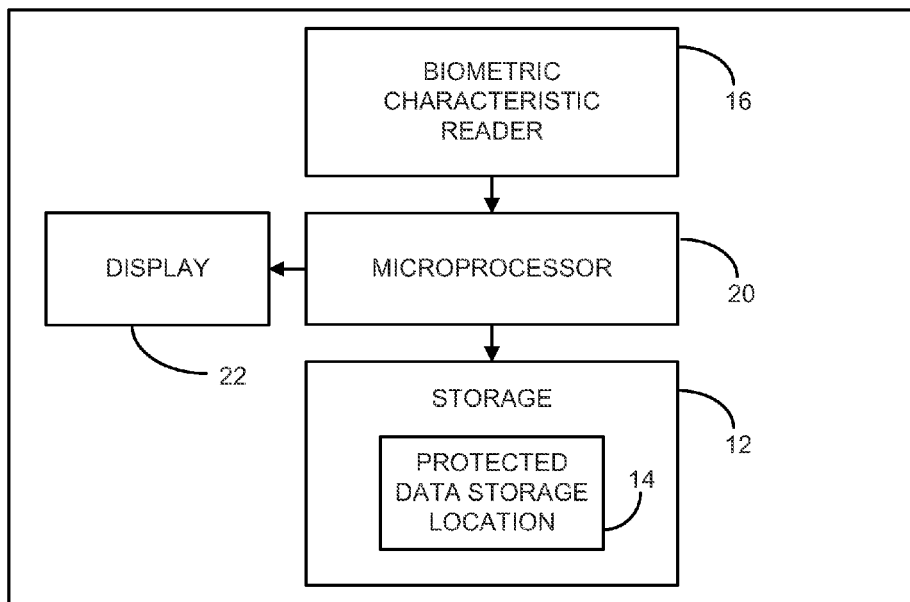 BIOMETRIC
CHARACTERISTIC
READER
16
DISPLAY
MICROPROCESSOR
20
22
STORAGE
12
PROTECTED
DATA STORAGE
LOCATION
14